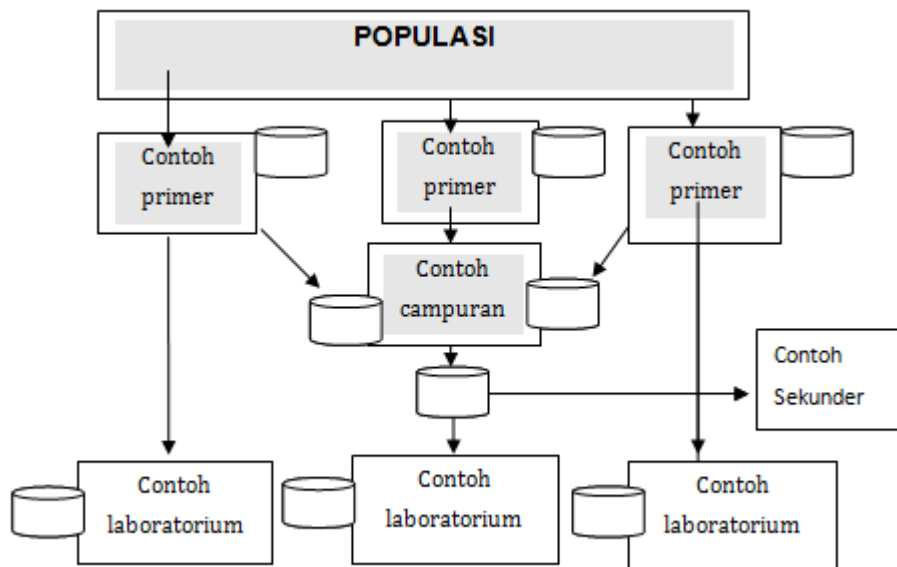 POPULASI
Contoh
primer
Contoh
primer
Contoh
primer
Contoh
campuran
Contoh
Sekunder
Contoh
laboratorium
Contoh
laboratorium
Contoh
laboratorium